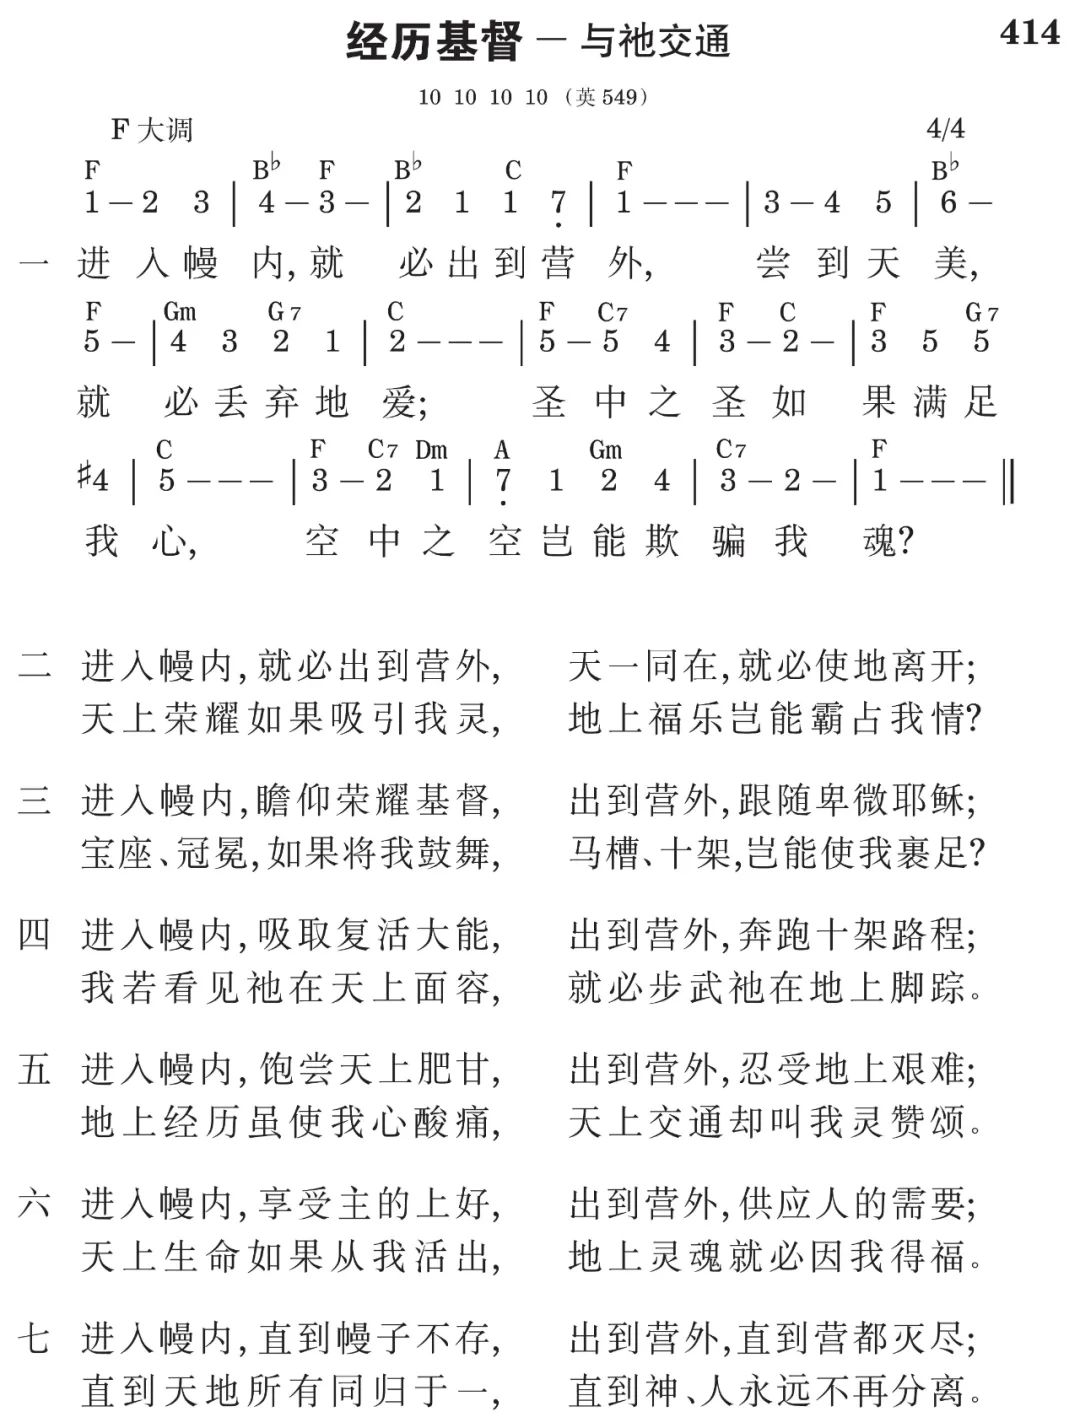 经历基督 — 与祂交通 414
10 10 10 10 (英549)
F大调 4/4
F B♭ F B♭ C F B♭
1 – 2 3 | 4 – 3 – | 2 1 1 7̣ | 1 – – – | 3 – 4 5 | 6 –
一 进入幔内,就必出到营外, 尝到天美,
F Gm G7 C F C7 F C F G7
5 – | 4 3 2 1 | 2 – – – | 5 – 5 4 | 3 – 2 – | 3 5 5
就必丢弃地爱; 圣中之圣如果满足
C F C7 Dm A Gm C7 F
♯4 | 5 – – – | 3 – 2 1 | 7̣ 1 2 4 | 3 – 2 – | 1 – – – ‖
我心, 空中之空岂能欺骗我魂?
二 进入幔内,就必出到营外, 天一同在,就必使地离开;
天上荣耀如果吸引我灵, 地上福乐岂能霸占我情?
三 进入幔内,瞻仰荣耀基督, 出到营外,跟随卑微耶稣;
宝座、冠冕,如果将我鼓舞, 马槽、十架,岂能使我裹足?
四 进入幔内,吸取复活大能, 出到营外,奔跑十架路程;
我若看见祂在天上面容, 就必步武祂在地上脚踪。
五 进入幔内,饱尝天上肥甘, 出到营外,忍受地上艰难;
地上经历虽使我心酸痛, 天上交通却叫我灵赞颂。
六 进入幔内,享受主的上好, 出到营外,供应人的需要;
天上生命如果从我活出, 地上灵魂就必因我得福。
七 进入幔内,直到幔子不存, 出到营外,直到营都灭尽;
直到天地所有同归于一, 直到神、人永远不再分离。